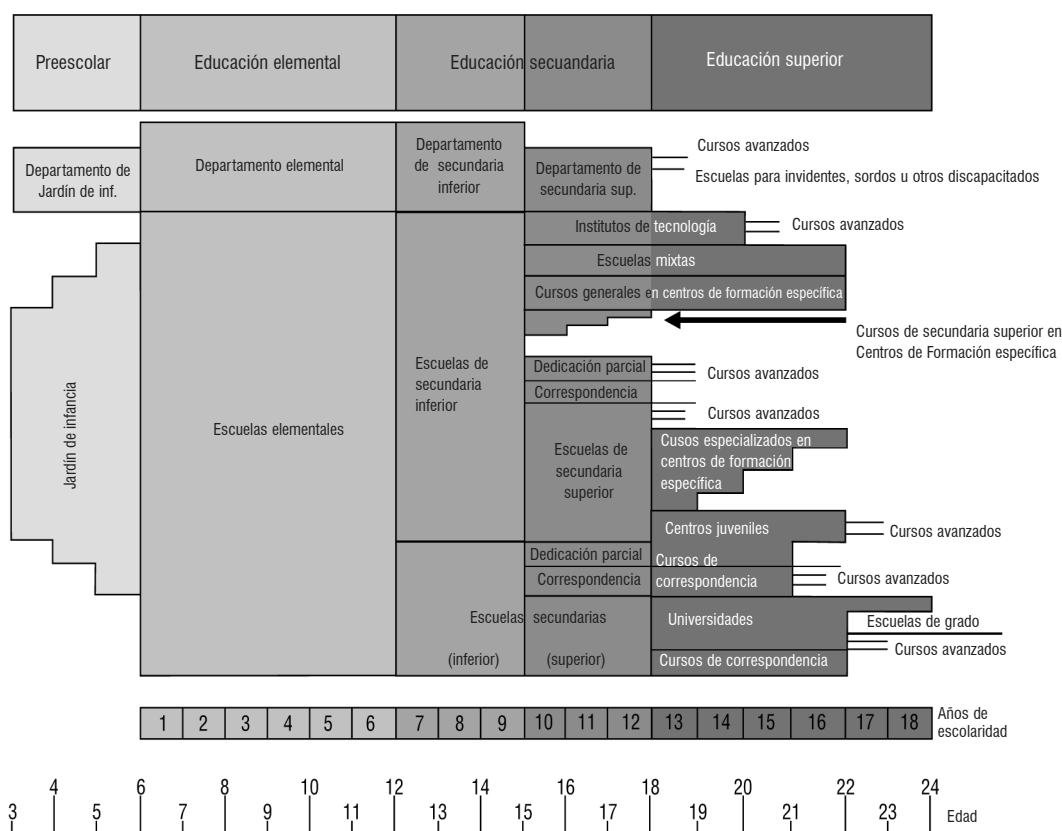 Preescolar
Educación elemental
Educación secuandaria
Educación superior
Departamento de
Jardín de inf.
Departamento elemental
Departamento
de secundaria
inferior
Departamento de
secundaria sup.
Cursos avanzados
Escuelas para invidentes, sordos u otros discapacitados
Institutos de tecnología
Cursos avanzados
Escuelas mixtas
Cursos generales en centros de formación específica
Cursos de secundaria superior en
Centros de Formación específica
Jardín de infancia
Escuelas elementales
Escuelas de
secundaria
inferior
Dedicación parcial
Cursos avanzados
Correspondencia
Cursos avanzados
Escuelas de
secundaria
superior
Cusos especializados en
centros de formación
específica
Centros juveniles
Cursos avanzados
Dedicación parcial
Cursos de
correspondencia
Correspondencia
Cursos avanzados
Escuelas secundarias
(inferior) (superior)
Universidades
Escuelas de grado
Cursos avanzados
Cursos de correspondencia
1 2 3 4 5 6 7 8 9 10 11 12 13 14 15 16 17 18
Años de
escolaridad
4 6 8 10 12 14 16 18 20 22 24
3 5 7 9 11 13 15 17 19 21 23 Edad